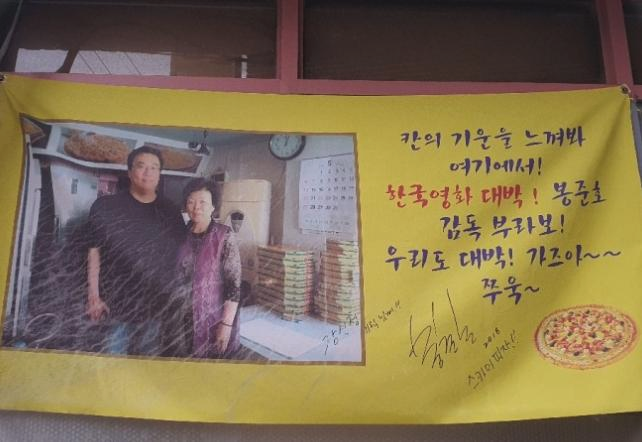 칸의 기운을 느껴봐
여기에서!
한국영화 대박! 봉준호
감독 부라보!
우리도 대박! 가즈아~~
쭈욱~
2018
스카이피자!!